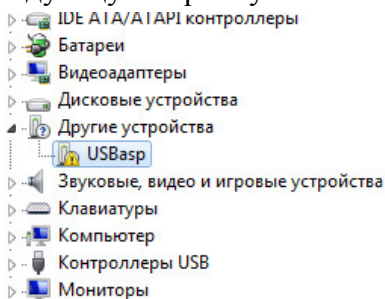 IDE ATA/ATAPI контроллеры
Батареи
Видеоадаптеры
Дисковые устройства
Другие устройства
USBasp
Звуковые, видео и игровые устройства
Клавиатуры
Компьютер
Контроллеры USB
Мониторы